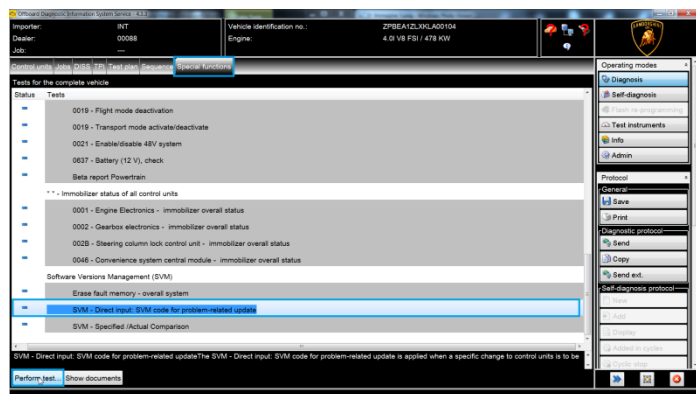 Offboard Diagnostic Information System Service - 4.3.3
Importer: INT Vehicle identification no.: ZPBEA1ZLXKLA00104
Dealer: 00088 Engine: 4.0l V8 FSI / 478 KW
Job: ---
Control units Jobs DISS TPI Test plan Sequence Special functions
Tests for the complete vehicle
Status Tests
0019 - Flight mode deactivation
0019 - Transport mode activate/deactivate
0021 - Enable/disable 48V system
0637 - Battery (12 V), check
Beta report Powertrain
* * - Immobilizer status of all control units
0001 - Engine Electronics - immobilizer overall status
0002 - Gearbox electronics - immobilizer overall status
002B - Steering column lock control unit - immobilizer overall status
0046 - Convenience system central module - immobilizer overall status
Software Versions Management (SVM)
Erase fault memory - overall system
SVM - Direct input: SVM code for problem-related update
SVM - Specified /Actual Comparison
SVM - Direct input: SVM code for problem-related updateThe SVM - Direct input: SVM code for problem-related update is applied when a specific change to control units is to be
Perform test... Show documents
Operating modes
Diagnosis
Self-diagnosis
Flash re-programming
Test instruments
Info
Admin
Protocol
General
Save
Print
Diagnostic protocol
Send
Copy
Send ext.
Self-diagnosis protocol
New
Add
Display
Added in cycles
Cyclic stop